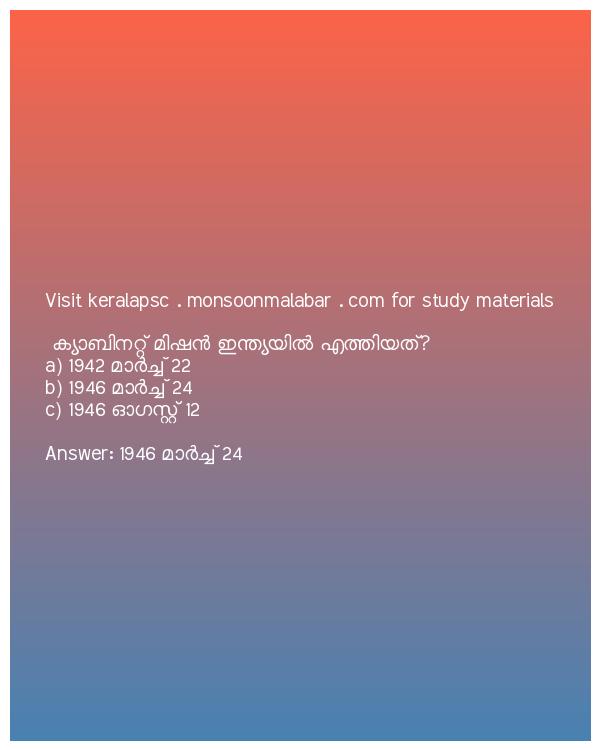 Visit keralapsc . monsoonmalabar . com for study materials
ക്യാബിനറ്റ് മിഷൻ ഇന്ത്യയിൽ എത്തിയത്?
a) 1942 മാർച്ച് 22
b) 1946 മാർച്ച് 24
c) 1946 ഓഗസ്റ്റ് 12
Answer: 1946 മാർച്ച് 24